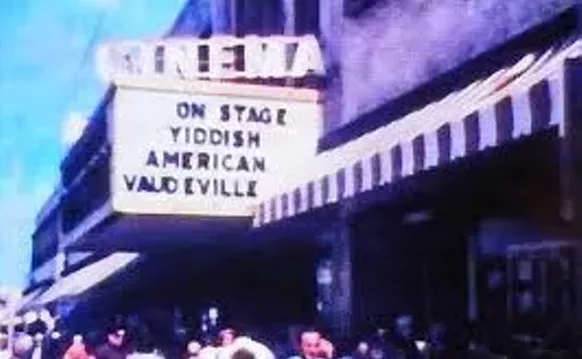 CINEMA
ON STAGE
YIDDISH
AMERICAN
VAUDEVILLE